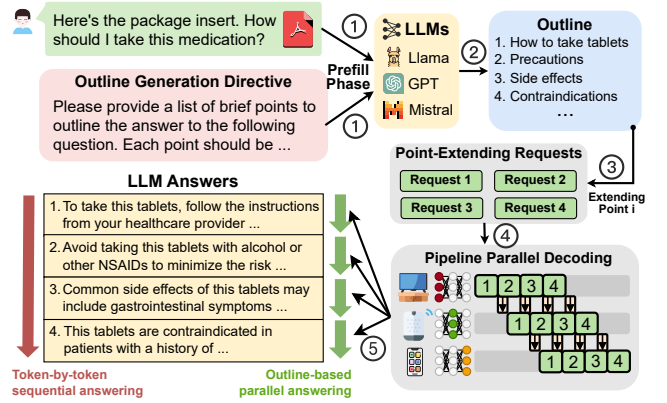 Here's the package insert. How
should I take this medication?
1
Outline Generation Directive
Please provide a list of brief points to
outline the answer to the following
question. Each point should be ...
1
Prefill
Phase
LLMs
Llama
GPT
Mistral
2
Outline
1. How to take tablets
2. Precautions
3. Side effects
4. Contraindications
...
3
Extending
Point i
Point-Extending Requests
Request 1
Request 2
Request 3
Request 4
4
Pipeline Parallel Decoding
1 2 3 4
1 2 3 4
1 2 3 4
5
LLM Answers
1. To take this tablets, follow the instructions
from your healthcare provider ...
2. Avoid taking this tablets with alcohol or
other NSAIDs to minimize the risk ...
3. Common side effects of this tablets may
include gastrointestinal symptoms ...
4. This tablets are contraindicated in
patients with a history of ...
Token-by-token
sequential answering
Outline-based
parallel answering